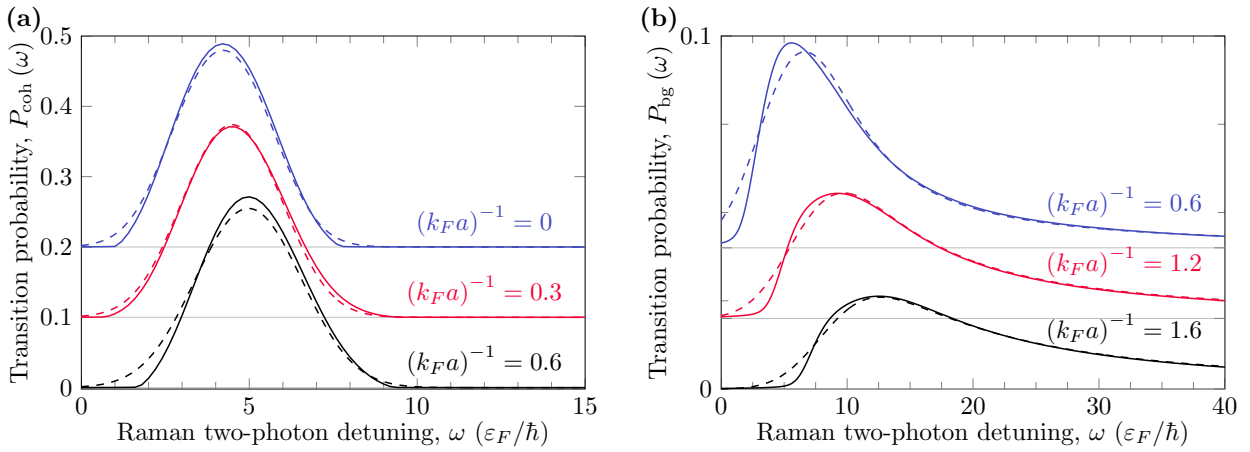 (a)
Transition probability, P_coh (ω)
0.5
0.4
0.3
0.2
0.1
0
(k_F a)^−1 = 0
(k_F a)^−1 = 0.3
(k_F a)^−1 = 0.6
0 5 10 15
Raman two-photon detuning, ω (ε_F/ħ)
(b)
Transition probability, P_bg (ω)
0.1
0
(k_F a)^−1 = 0.6
(k_F a)^−1 = 1.2
(k_F a)^−1 = 1.6
0 10 20 30 40
Raman two-photon detuning, ω (ε_F/ħ)